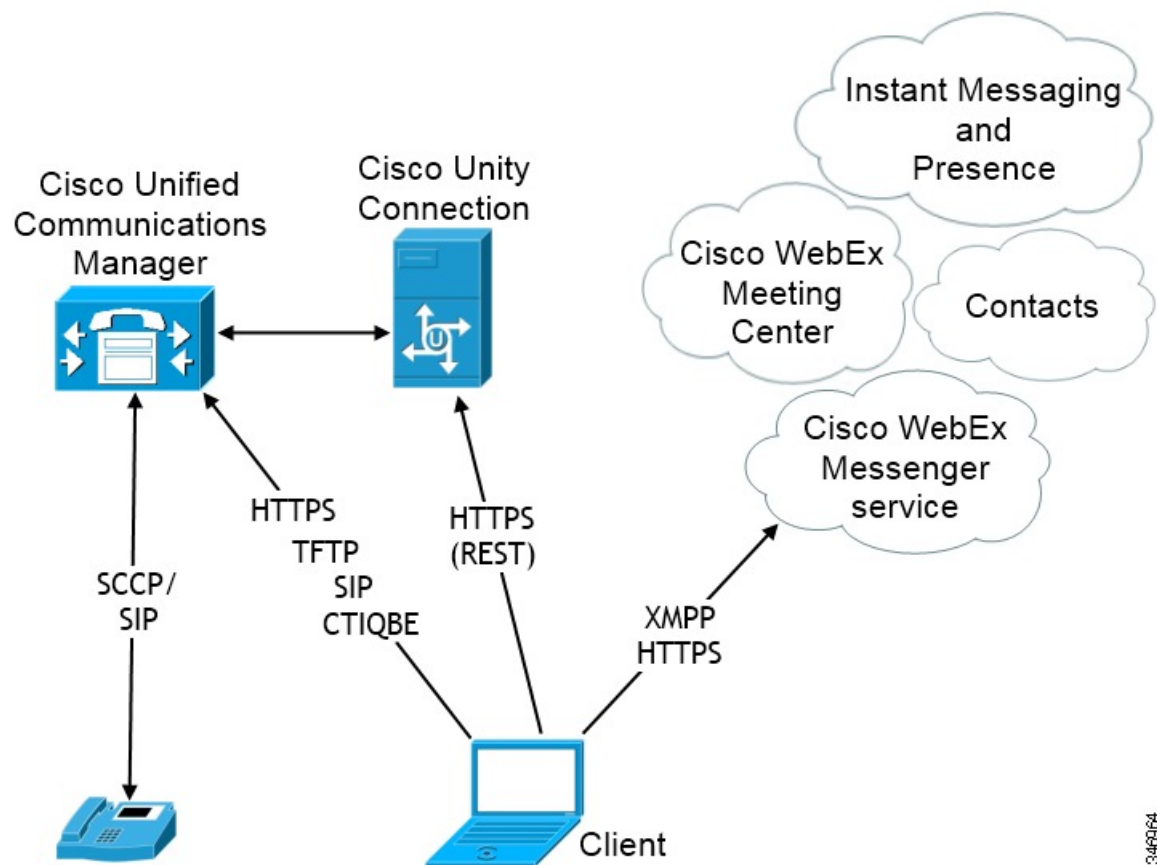 Instant Messaging
and
Presence
Cisco Unified
Communications
Manager
Cisco Unity
Connection
Cisco WebEx
Meeting
Center
Contacts
Cisco WebEx
Messenger
service
U
HTTPS
TFTP
SIP
CTIQBE
HTTPS
(REST)
SCCP/
SIP
XMPP
HTTPS
Client
346964